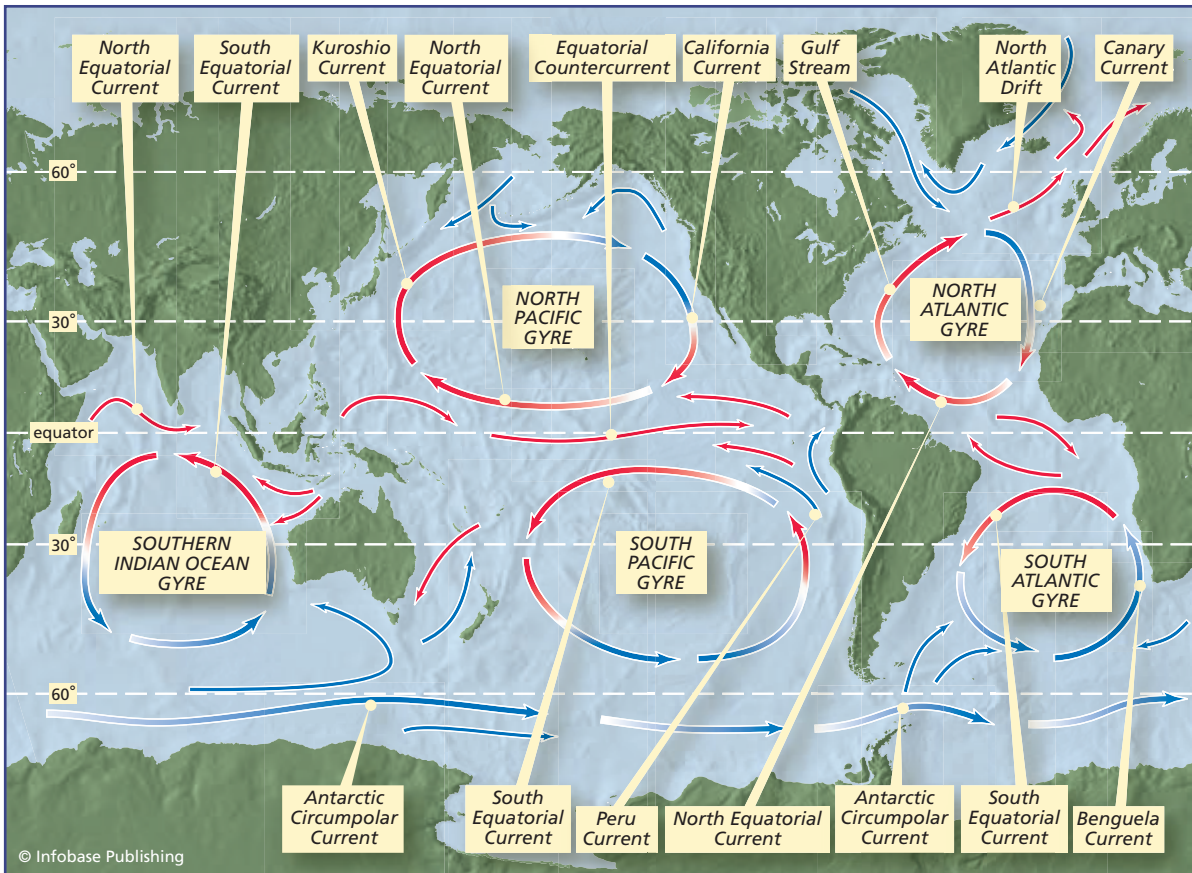 North
Equatorial
Current
South
Equatorial
Current
Kuroshio
Current
North
Equatorial
Current
Equatorial
Countercurrent
California
Current
Gulf
Stream
North
Atlantic
Drift
Canary
Current
60°
30°
equator
30°
60°
NORTH
PACIFIC
GYRE
NORTH
ATLANTIC
GYRE
SOUTHERN
INDIAN OCEAN
GYRE
SOUTH
PACIFIC
GYRE
SOUTH
ATLANTIC
GYRE
Antarctic
Circumpolar
Current
South
Equatorial
Current
Peru
Current
North Equatorial
Current
Antarctic
Circumpolar
Current
South
Equatorial
Current
Benguela
Current
© Infobase Publishing